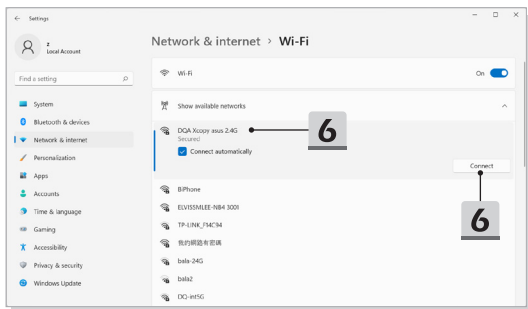 Settings
z
Local Account
Find a setting
System
Bluetooth & devices
Network & internet
Personalization
Apps
Accounts
Time & language
Gaming
Accessibility
Privacy & security
Windows Update
Network & internet > Wi-Fi
Wi-Fi
On
Show available networks
DQA Xcopy asus 2.4G
Secured
Connect automatically
6
Connect
6
BiPhone
ELVISSMLEE-NB4 3001
TP-LINK_F14C94
我的網路有密碼
bala-24G
bala2
DQ-int5G